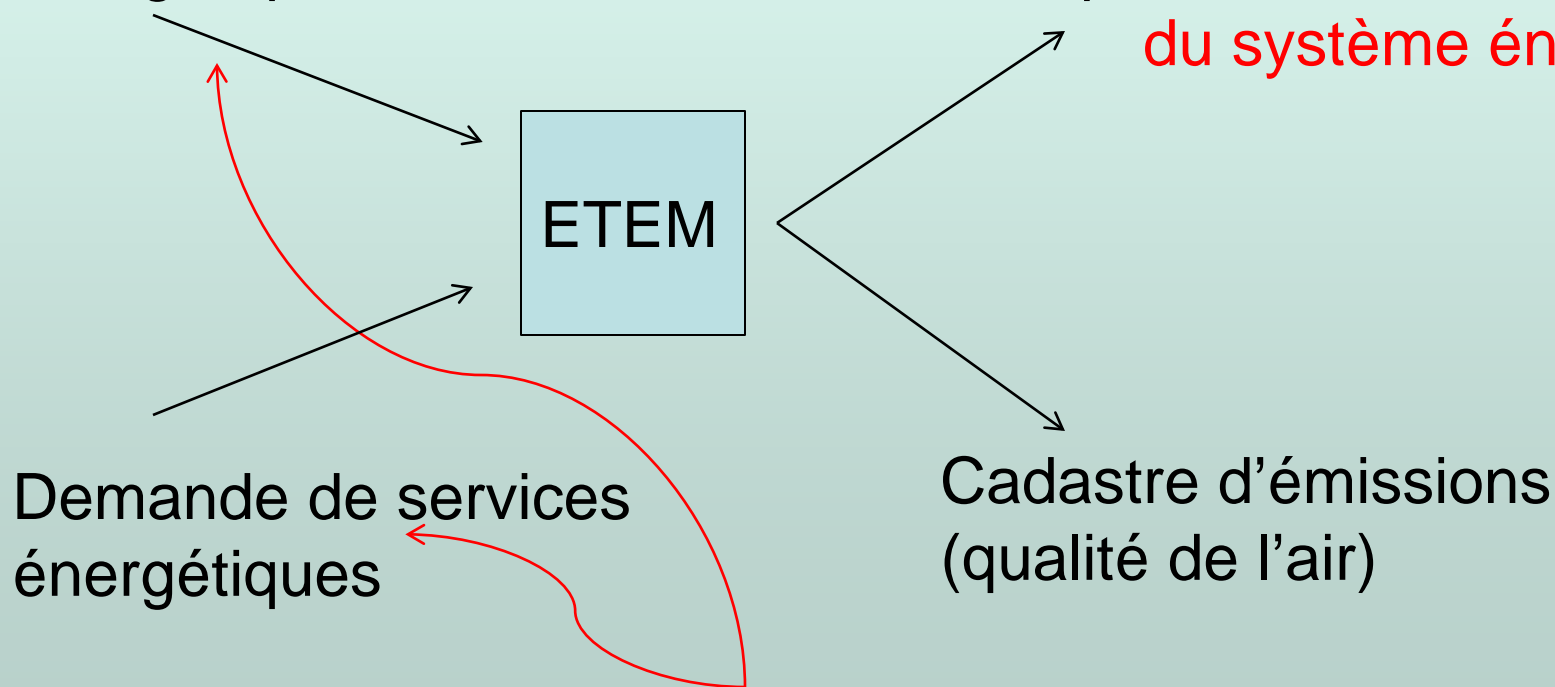 du système én
ETEM
Demande de services
énergétiques
Cadastre d’émissions
(qualité de l’air)